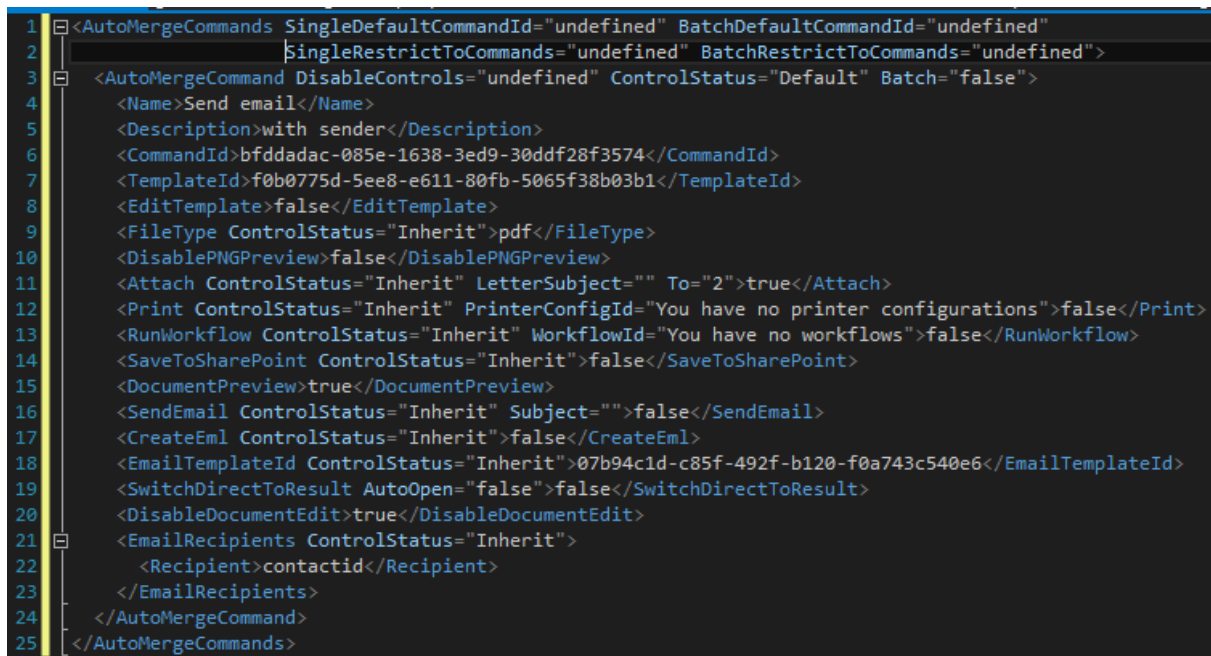 1 <AutoMergeCommands SingleDefaultCommandId="undefined" BatchDefaultCommandId="undefined"
2 SingleRestrictToCommands="undefined" BatchRestrictToCommands="undefined">
3 <AutoMergeCommand DisableControls="undefined" ControlStatus="Default" Batch="false">
4 <Name>Send email</Name>
5 <Description>with sender</Description>
6 <CommandId>bfddadac-085e-1638-3ed9-30ddf28f3574</CommandId>
7 <TemplateId>f0b0775d-5ee8-e611-80fb-5065f38b03b1</TemplateId>
8 <EditTemplate>false</EditTemplate>
9 <FileType ControlStatus="Inherit">pdf</FileType>
10 <DisablePNGPreview>false</DisablePNGPreview>
11 <Attach ControlStatus="Inherit" LetterSubject="" To="2">true</Attach>
12 <Print ControlStatus="Inherit" PrinterConfigId="You have no printer configurations">false</Print>
13 <RunWorkflow ControlStatus="Inherit" WorkflowId="You have no workflows">false</RunWorkflow>
14 <SaveToSharePoint ControlStatus="Inherit">false</SaveToSharePoint>
15 <DocumentPreview>true</DocumentPreview>
16 <SendEmail ControlStatus="Inherit" Subject="">false</SendEmail>
17 <CreateEml ControlStatus="Inherit">false</CreateEml>
18 <EmailTemplateId ControlStatus="Inherit">07b94c1d-c85f-492f-b120-f0a743c540e6</EmailTemplateId>
19 <SwitchDirectToResult AutoOpen="false">false</SwitchDirectToResult>
20 <DisableDocumentEdit>true</DisableDocumentEdit>
21 <EmailRecipients ControlStatus="Inherit">
22 <Recipient>contactid</Recipient>
23 </EmailRecipients>
24 </AutoMergeCommand>
25 </AutoMergeCommands>